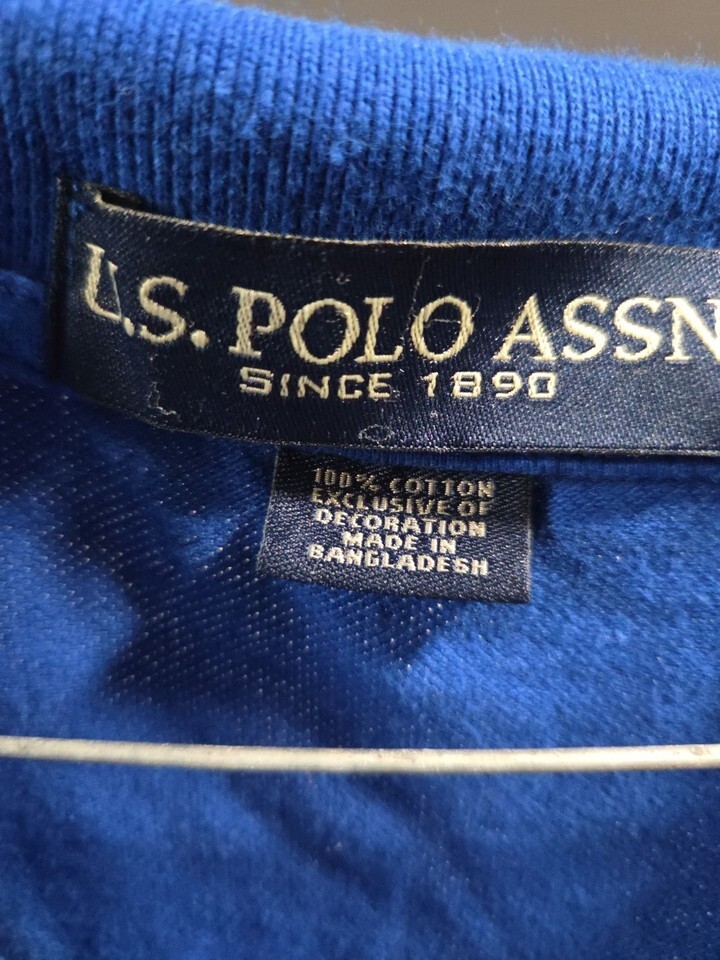 U.S. POLO ASSN
SINCE 1890
100% COTTON
EXCLUSIVE OF
DECORATION
MADE IN
BANGLADESH